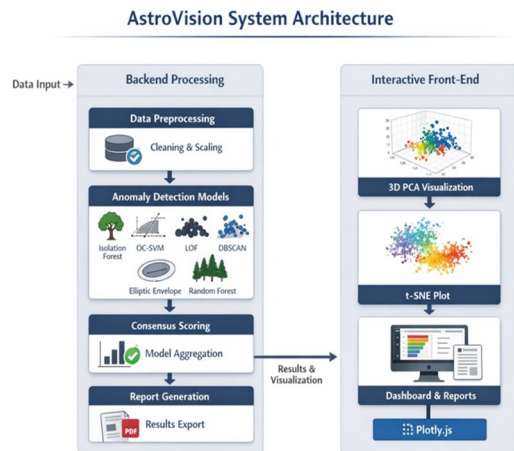 AstroVision System Architecture
Data Input
Backend Processing
Data Preprocessing
Cleaning & Scaling
Anomaly Detection Models
Isolation
Forest
OC-SVM
LOF
DBSCAN
Elliptic Envelope
Random Forest
Consensus Scoring
Model Aggregation
Report Generation
PDF
Results Export
Results &
Visualization
Interactive Front-End
3D PCA Visualization
t-SNE Plot
Dashboard & Reports
Plotly.js